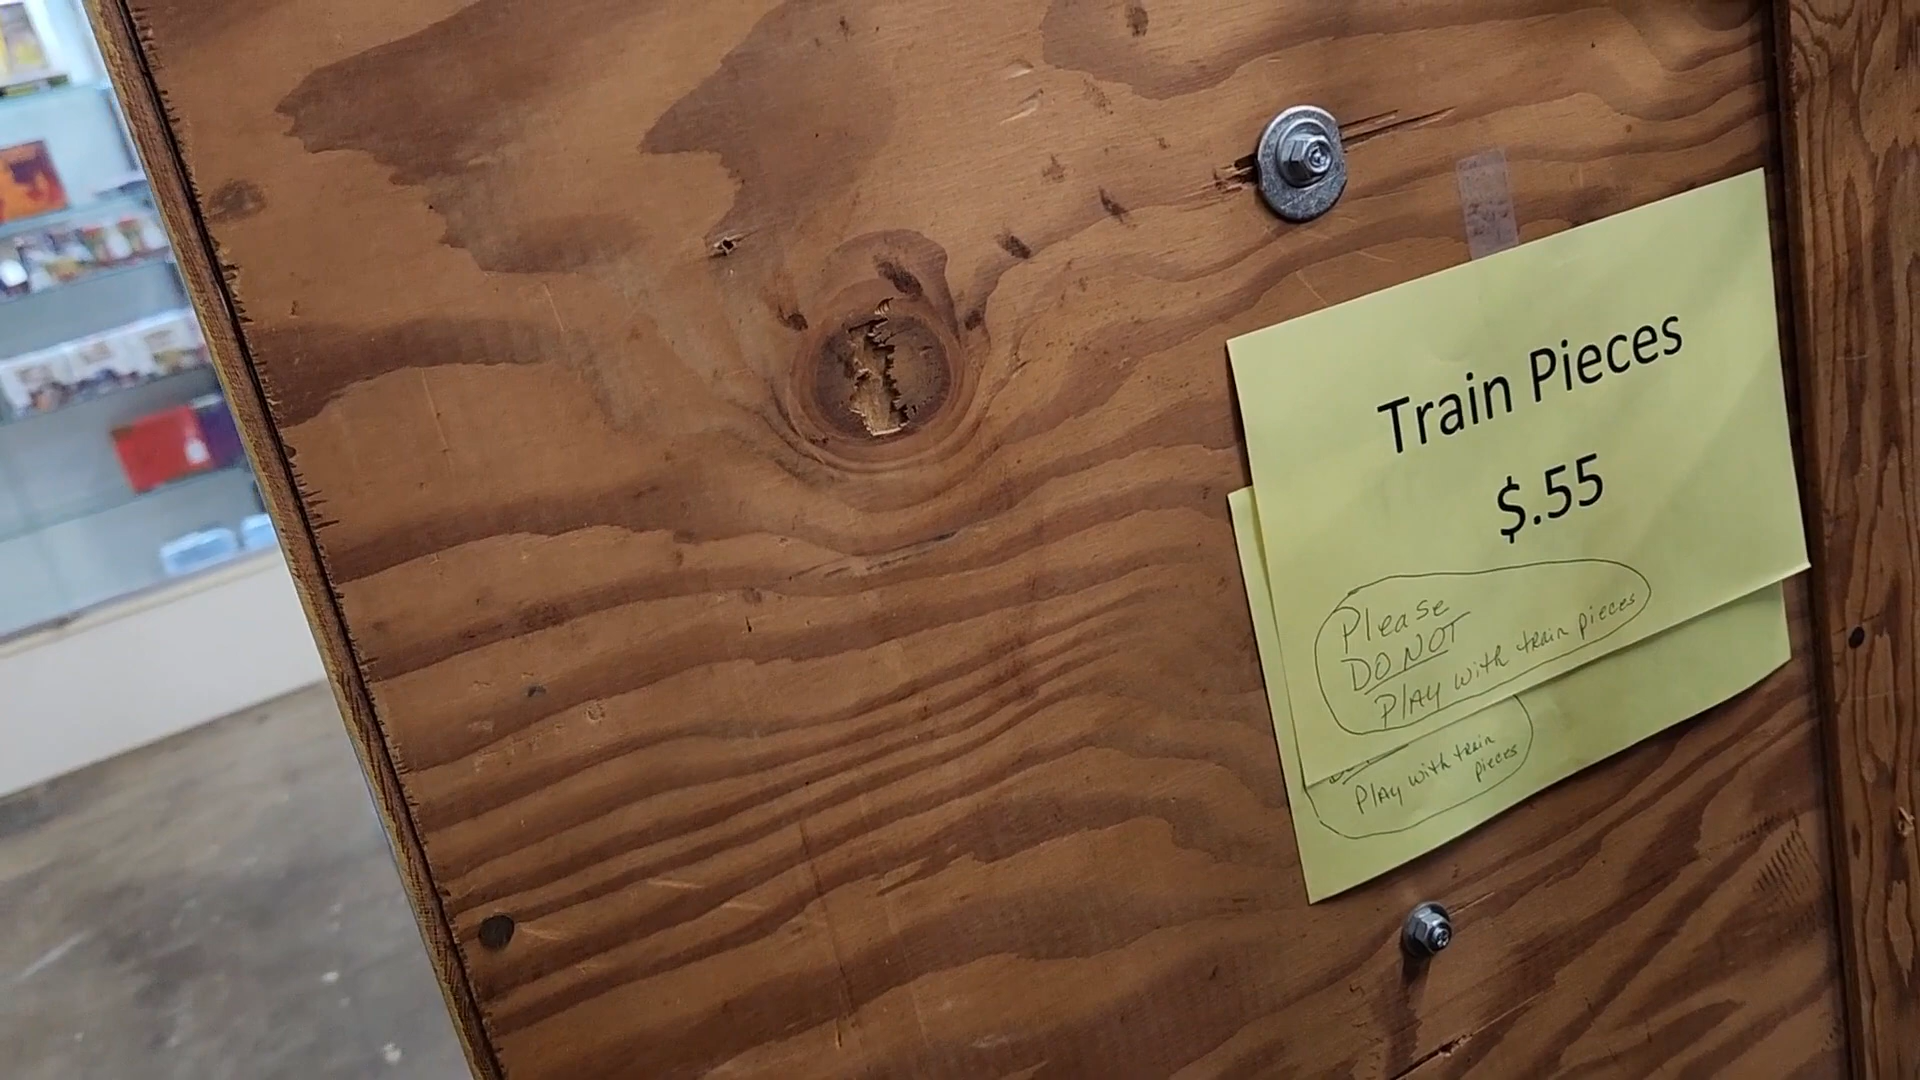 Train Pieces
$.55
Please
DO NOT
Play with train pieces
Play with train
pieces